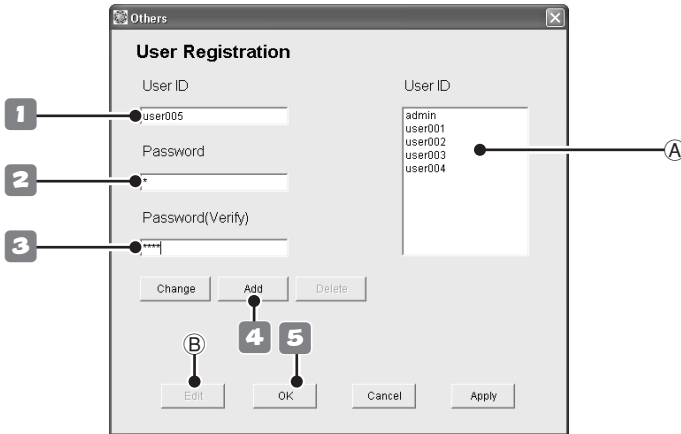 Others
User Registration
User ID
User ID
1
user005
admin
user001
user002
user003
user004
A
Password
2
*
Password(Verify)
3
****
Change
Add
Delete
4
5
B
Edit
OK
Cancel
Apply